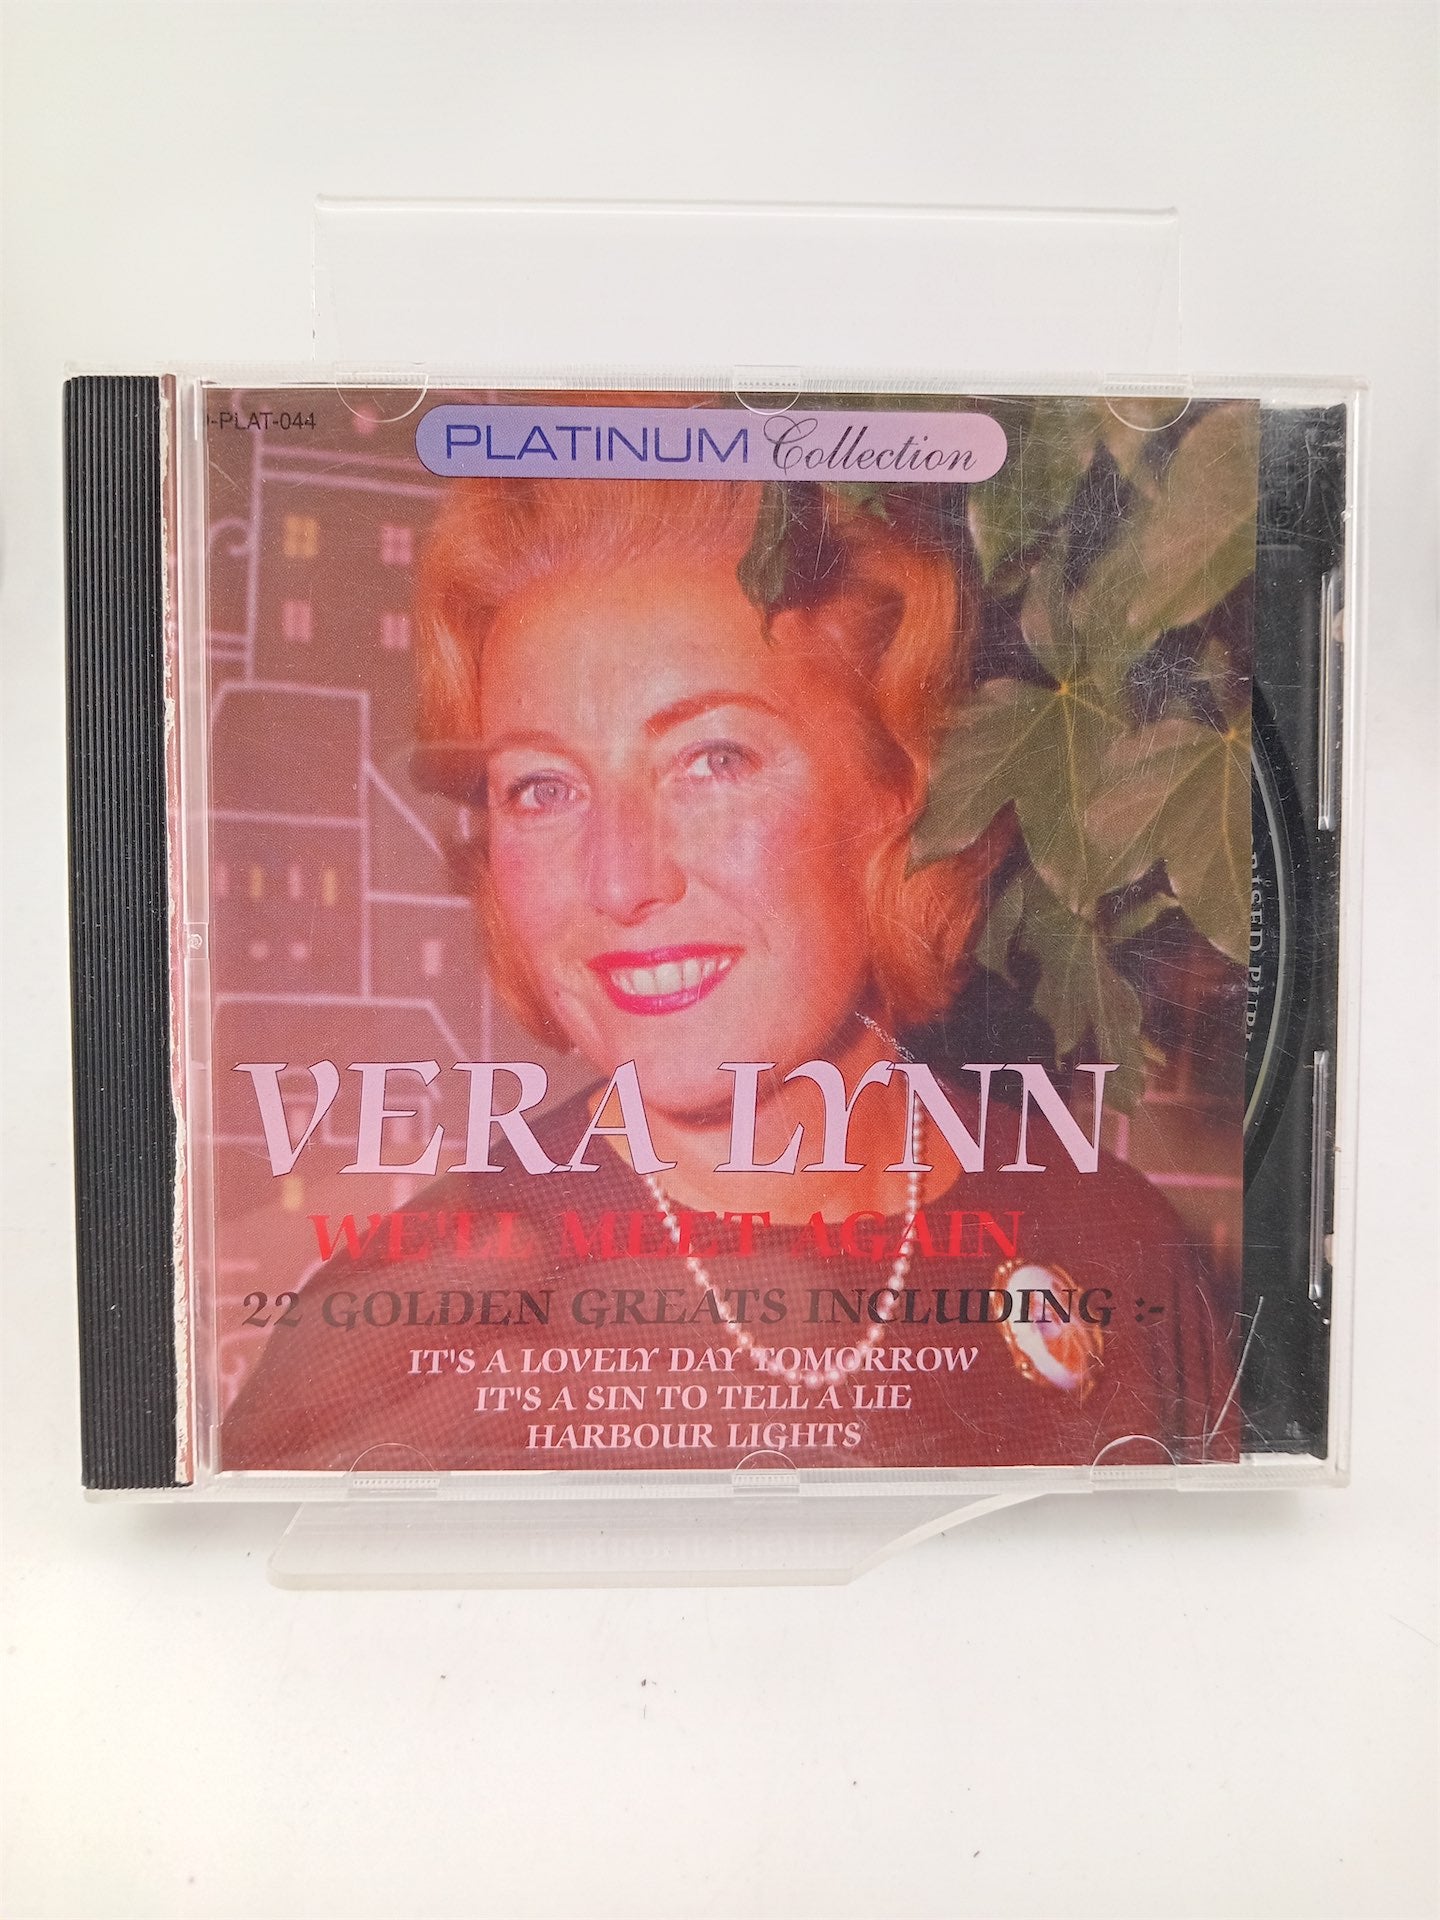 -PLAT-044
PLATINUM Collection
VERA LYNN
WE'LL MEET AGAIN
22 GOLDEN GREATS INCLUDING :-
IT'S A LOVELY DAY TOMORROW
IT'S A SIN TO TELL A LIE
HARBOUR LIGHTS